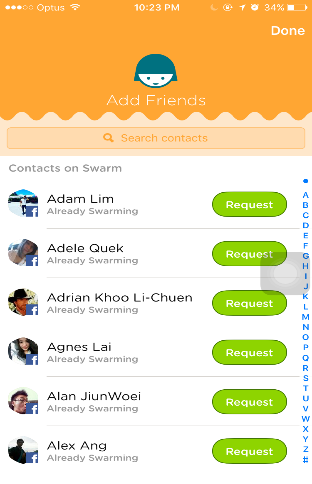 Optus 10:23 PM 34%
Done
Add Friends
Search contacts
Contacts on Swarm
Adam Lim
Already Swarming
Request
Adele Quek
Already Swarming
Request
Adrian Khoo Li-Chuen
Already Swarming
Request
Agnes Lai
Already Swarming
Request
Alan JiunWoei
Already Swarming
Request
Alex Ang
Already Swarming
Request
A
B
C
D
E
F
G
H
I
J
K
L
M
N
O
P
Q
R
S
T
U
V
W
X
Y
Z
#